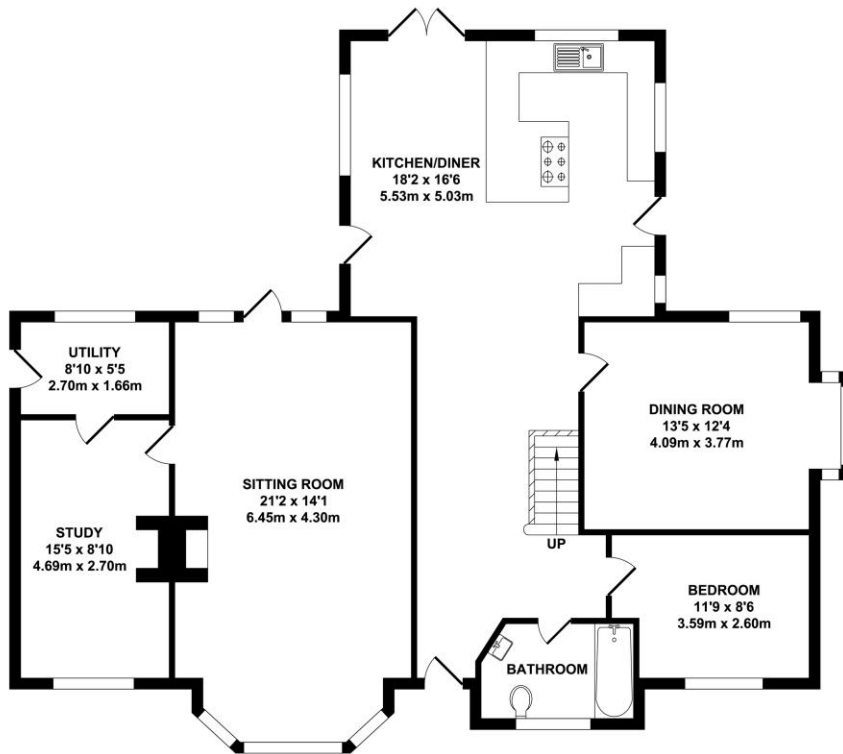 KITCHEN/DINER
18'2 x 16'6
5.53m x 5.03m
UTILITY
8'10 x 5'5
2.70m x 1.66m
DINING ROOM
13'5 x 12'4
4.09m x 3.77m
SITTING ROOM
21'2 x 14'1
6.45m x 4.30m
STUDY
15'5 x 8'10
4.69m x 2.70m
UP
BEDROOM
11'9 x 8'6
3.59m x 2.60m
BATHROOM